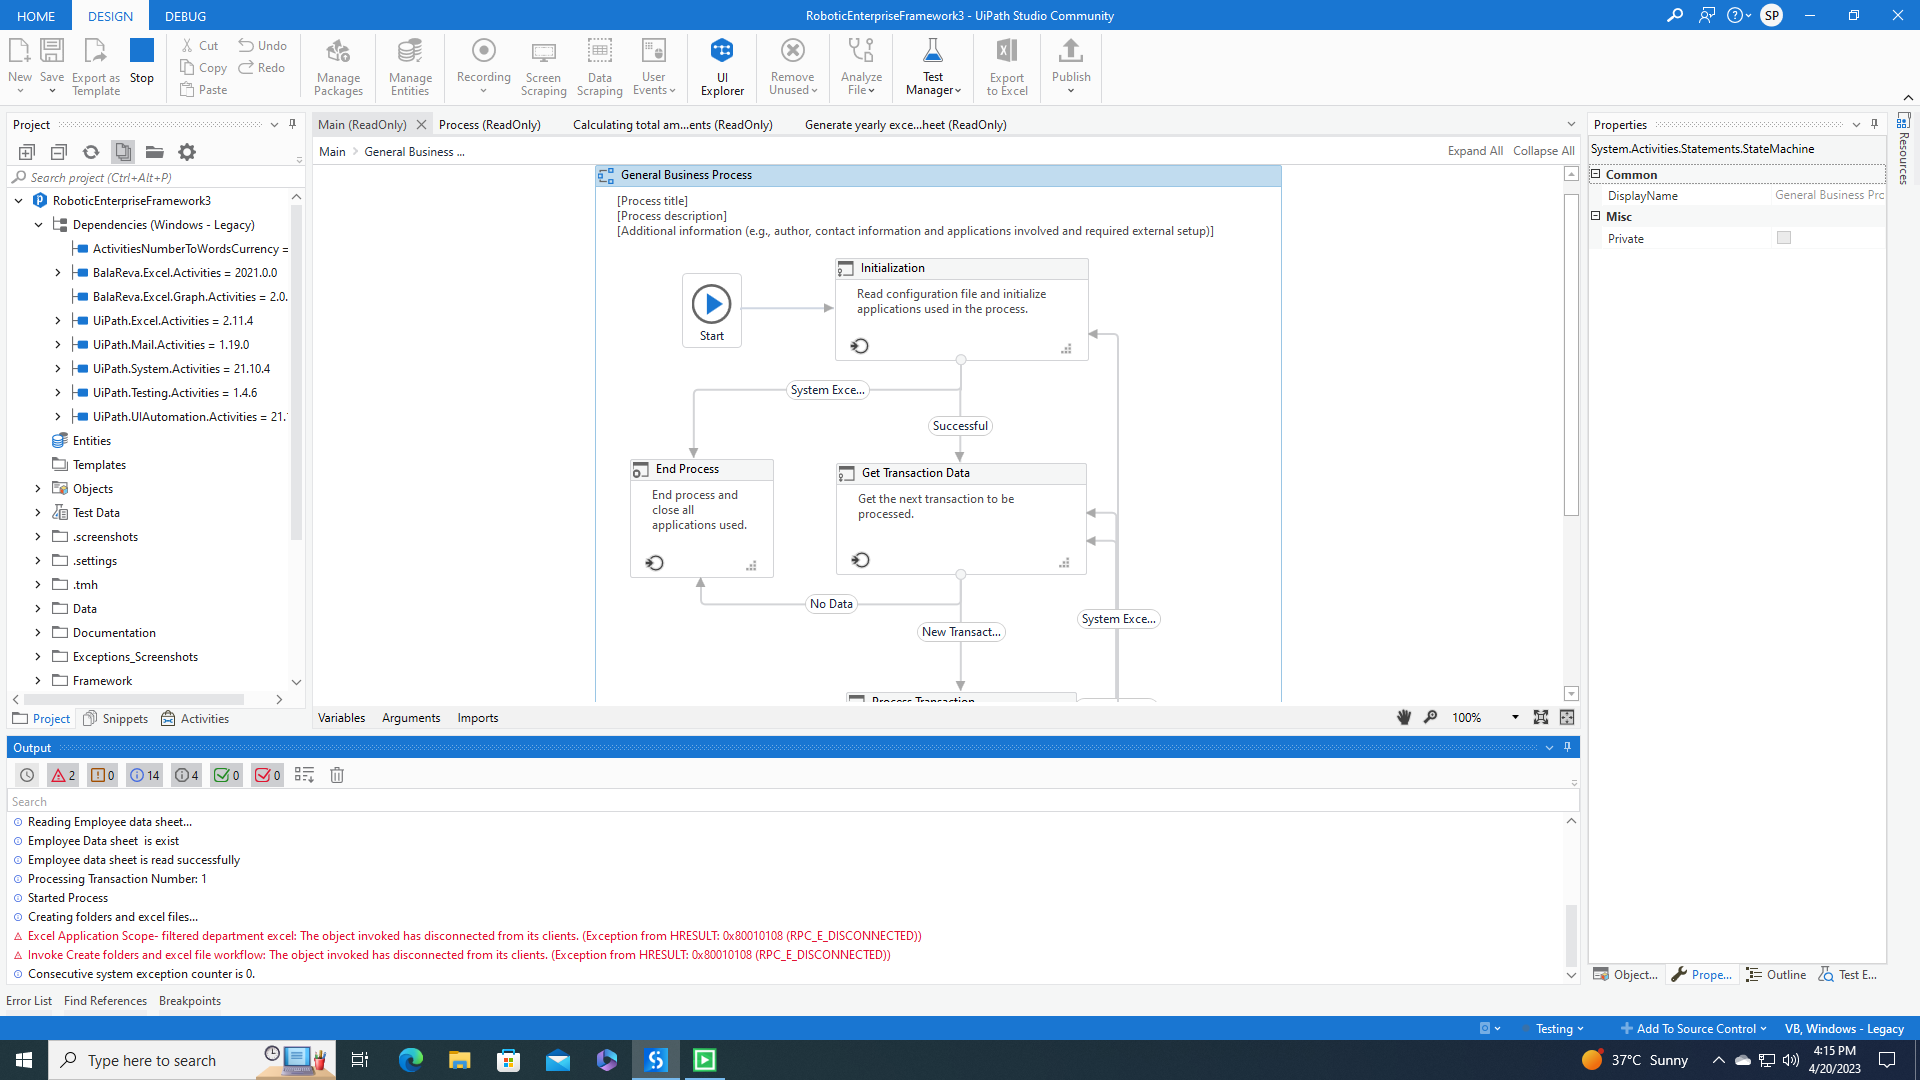 HOME
DESIGN
DEBUG
RoboticEnterpriseFramework3 - UiPath Studio Community
SP
New
Save
Export as
Template
Stop
Cut
Copy
Paste
Undo
Redo
Manage
Packages
Manage
Entities
Recording
Screen
Scraping
Data
Scraping
User
Events
UI
Explorer
Remove
Unused
Analyze
File
Test
Manager
Export
to Excel
Publish
Project
Search project (Ctrl+Alt+P)
RoboticEnterpriseFramework3
Dependencies (Windows - Legacy)
ActivitiesNumberToWordsCurrency =
BalaReva.Excel.Activities = 2021.0.0
BalaReva.Excel.Graph.Activities = 2.0.
UiPath.Excel.Activities = 2.11.4
UiPath.Mail.Activities = 1.19.0
UiPath.System.Activities = 21.10.4
UiPath.Testing.Activities = 1.4.6
UiPath.UIAutomation.Activities = 21.
Entities
Templates
Objects
Test Data
.screenshots
.settings
.tmh
Data
Documentation
Exceptions_Screenshots
Framework
Project
Snippets
Activities
Main (ReadOnly)
Process (ReadOnly)
Calculating total am...ents (ReadOnly)
Generate yearly exce...heet (ReadOnly)
Main
General Business ...
Expand All
Collapse All
General Business Process
[Process title]
[Process description]
[Additional information (e.g., author, contact information and applications involved and required external setup)]
Start
Initialization
Read configuration file and initialize
applications used in the process.
System Exce...
Successful
End Process
End process and
close all
applications used.
Get Transaction Data
Get the next transaction to be
processed.
No Data
New Transact...
System Exce...
Process Transaction
Variables
Arguments
Imports
100%
Properties
System.Activities.Statements.StateMachine
Common
DisplayName
General Business Prc
Misc
Private
Resources
Object...
Prope...
Outline
Test E...
Output
2
0
14
4
0
0
Search
Reading Employee data sheet...
Employee Data sheet  is exist
Employee data sheet is read successfully
Processing Transaction Number: 1
Started Process
Creating folders and excel files...
Excel Application Scope- filtered department excel: The object invoked has disconnected from its clients. (Exception from HRESULT: 0x80010108 (RPC_E_DISCONNECTED))
Invoke Create folders and excel file workflow: The object invoked has disconnected from its clients. (Exception from HRESULT: 0x80010108 (RPC_E_DISCONNECTED))
Consecutive system exception counter is 0.
Error List
Find References
Breakpoints
Testing
Add To Source Control
VB, Windows - Legacy
Type here to search
37°C  Sunny
4:15 PM
4/20/2023